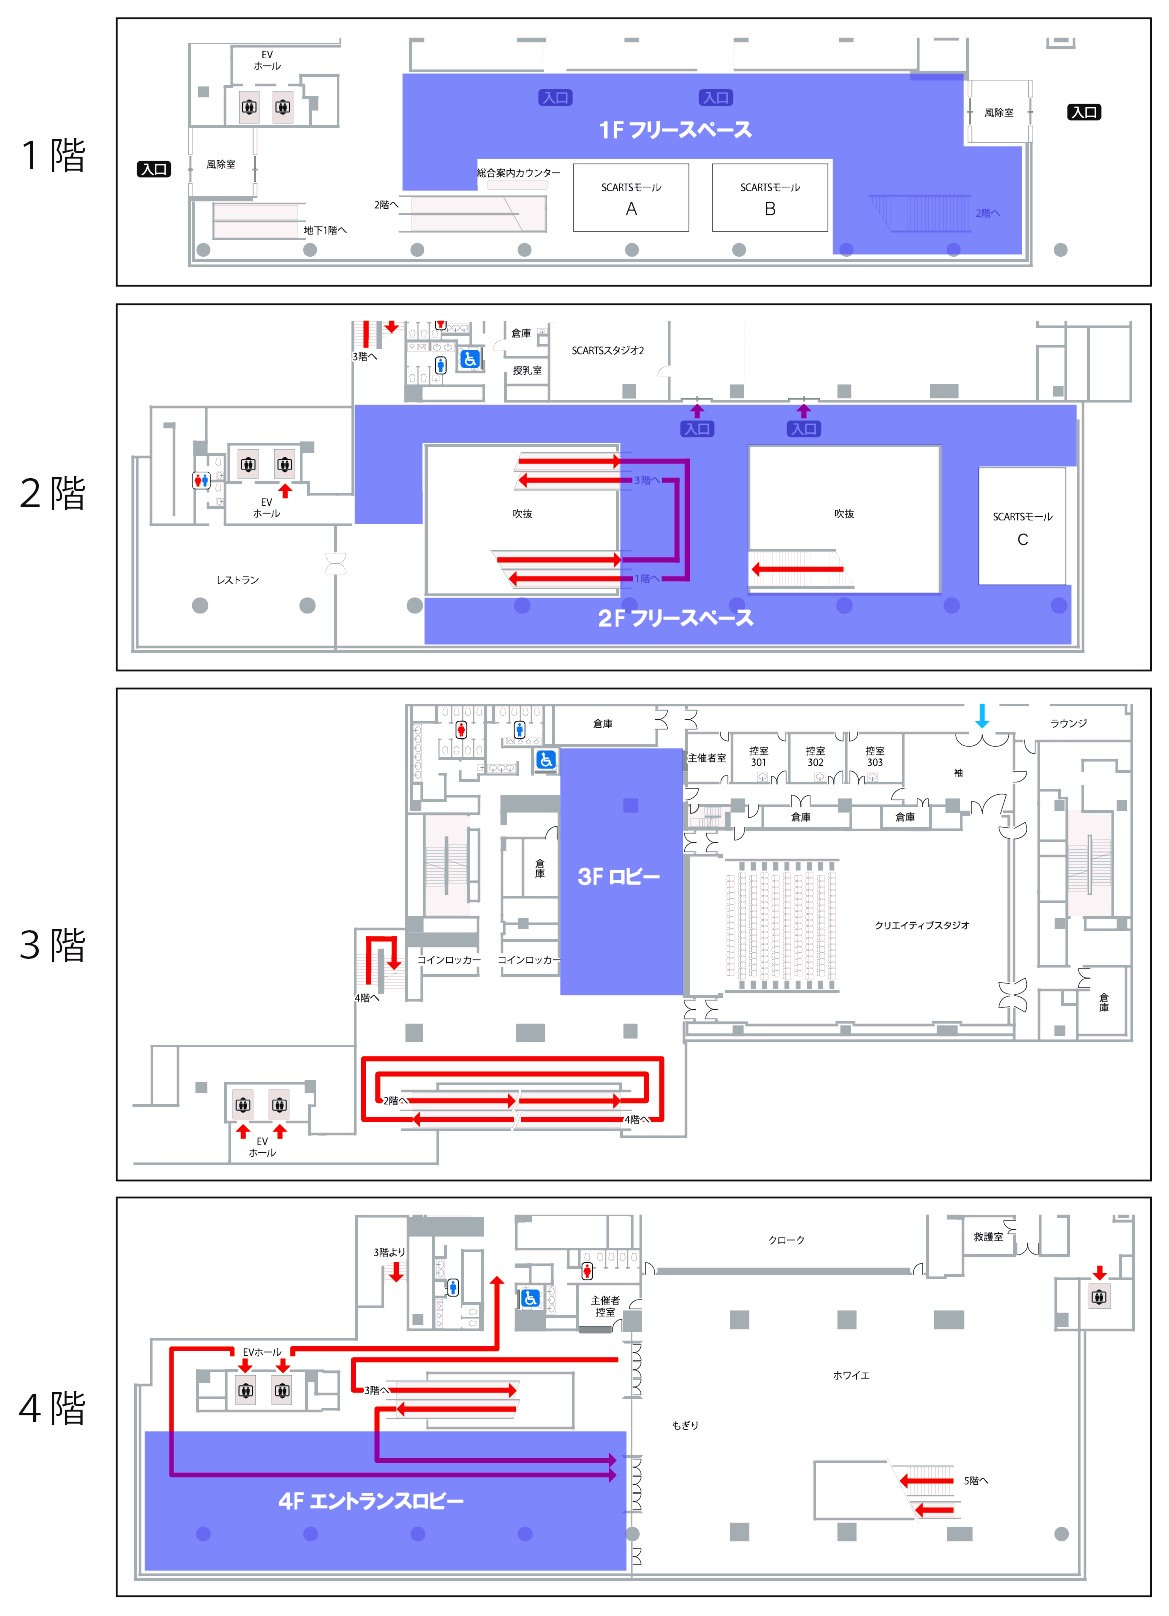 1階
EV
ホール
入口
入口
1F フリースペース
風除室
入口
入口
風除室
総合案内カウンター
SCARTSモール
A
SCARTSモール
B
2階へ
2階へ
地下1階へ
2階
3階へ
倉庫
授乳室
SCARTSスタジオ2
入口
入口
EV
ホール
3階へ
吹抜
吹抜
SCARTSモール
C
レストラン
1階へ
2F フリースペース
3階
倉庫
ラウンジ
主催者室
控室
301
控室
302
控室
303
袖
倉庫
倉庫
倉庫
3F ロビー
クリエイティブスタジオ
コインロッカー
コインロッカー
4階へ
倉庫
2階へ
4階へ
EV
ホール
4階
3階より
クローク
救護室
主催者
控室
EVホール
3階へ
ホワイエ
もぎり
5階へ
4F エントランスロビー